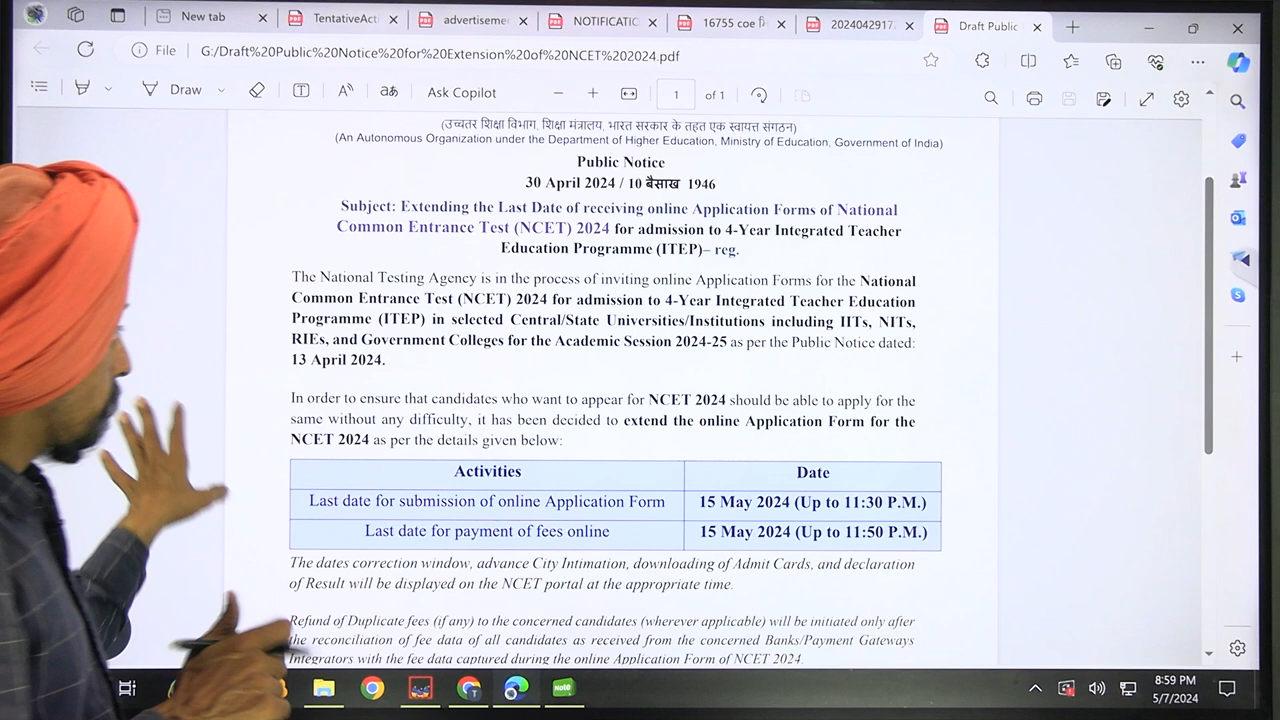 New tab
TentativeActi
advertiseme
NOTIFICATIC
16755 coe
2024042917
Draft Public
File
G:/Draft%20Public%20Notice%20for%20Extension%20of%20NCET%202024.pdf
Draw
aあ
Ask Copilot
1
of 1
(उच्चतर शिक्षा विभाग, शिक्षा मंत्रालय, भारत सरकार के तहत एक स्वायत्त संगठन)
(An Autonomous Organization under the Department of Higher Education, Ministry of Education, Government of India)
Public Notice
30 April 2024 / 10 बैसाख 1946
Subject: Extending the Last Date of receiving online Application Forms of National
Common Entrance Test (NCET) 2024 for admission to 4-Year Integrated Teacher
Education Programme (ITEP)– reg.
The National Testing Agency is in the process of inviting online Application Forms for the National
Common Entrance Test (NCET) 2024 for admission to 4-Year Integrated Teacher Education
Programme (ITEP) in selected Central/State Universities/Institutions including IITs, NITs,
RIEs, and Government Colleges for the Academic Session 2024-25 as per the Public Notice dated:
13 April 2024.
In order to ensure that candidates who want to appear for NCET 2024 should be able to apply for the
same without any difficulty, it has been decided to extend the online Application Form for the
NCET 2024 as per the details given below:
Activities Date
Last date for submission of online Application Form 15 May 2024 (Up to 11:30 P.M.)
Last date for payment of fees online 15 May 2024 (Up to 11:50 P.M.)
The dates correction window, advance City Intimation, downloading of Admit Cards, and declaration
of Result will be displayed on the NCET portal at the appropriate time.
Refund of Duplicate fees (if any) to the concerned candidates (wherever applicable) will be initiated only after
the reconciliation of fee data of all candidates as received from the concerned Banks/Payment Gateways
Integrators with the fee data captured during the online Application Form of NCET 2024.
Note
8:59 PM
5/7/2024